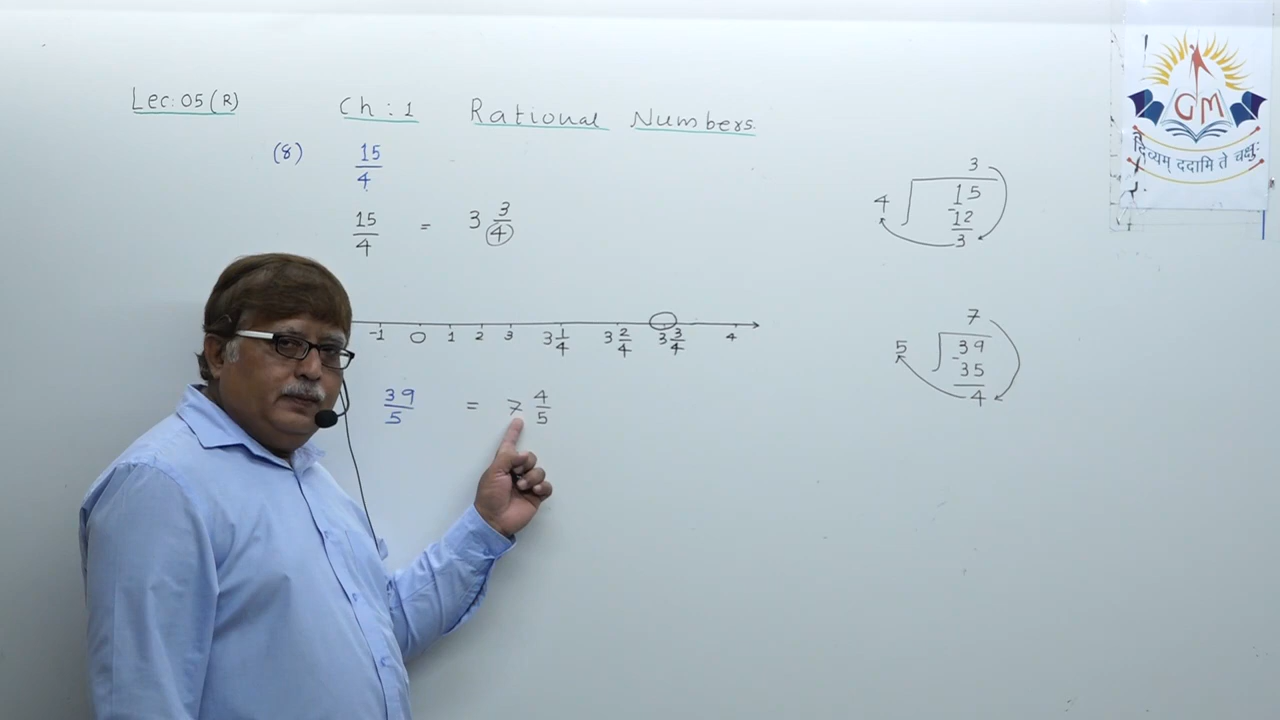 Lec: 05 (R) Ch : 1 Rational Numbers.
(8) 15/4
15/4 = 3 3/4
-1 0 1 2 3 3 1/4 3 2/4 3 3/4 4
39/5 = 7 4/5
3
4 15
-12
3
7
5 39
-35
4
GM
दिव्यम् ददामि ते चक्षुः